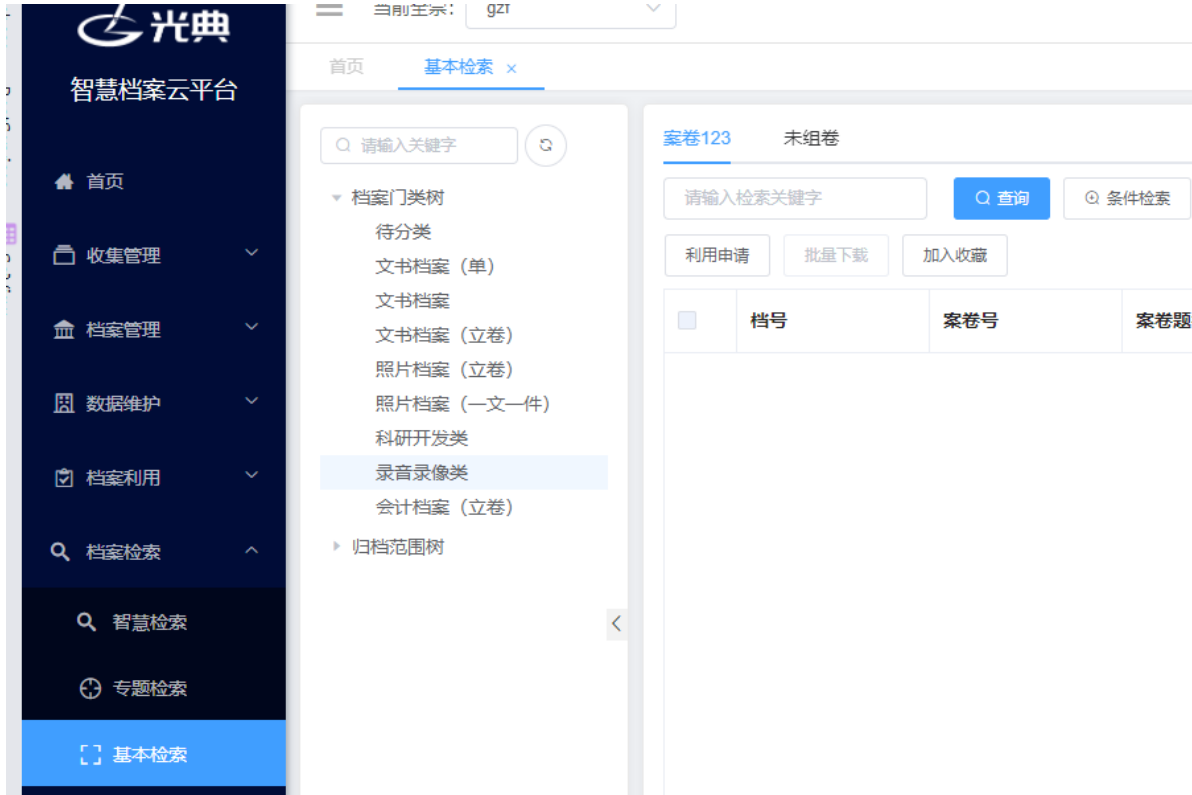 光典
智慧档案云平台
首页
收集管理
档案管理
数据维护
档案利用
档案检索
智慧检索
专题检索
基本检索
当前全宗： gzf
首页 基本检索 ×
请输入关键字
档案门类树
待分类
文书档案（单）
文书档案
文书档案（立卷）
照片档案（立卷）
照片档案（一文一件）
科研开发类
录音录像类
会计档案（立卷）
归档范围树
案卷123 未组卷
请输入检索关键字 查询 条件检索
利用申请 批量下载 加入收藏
档号 案卷号 案卷题